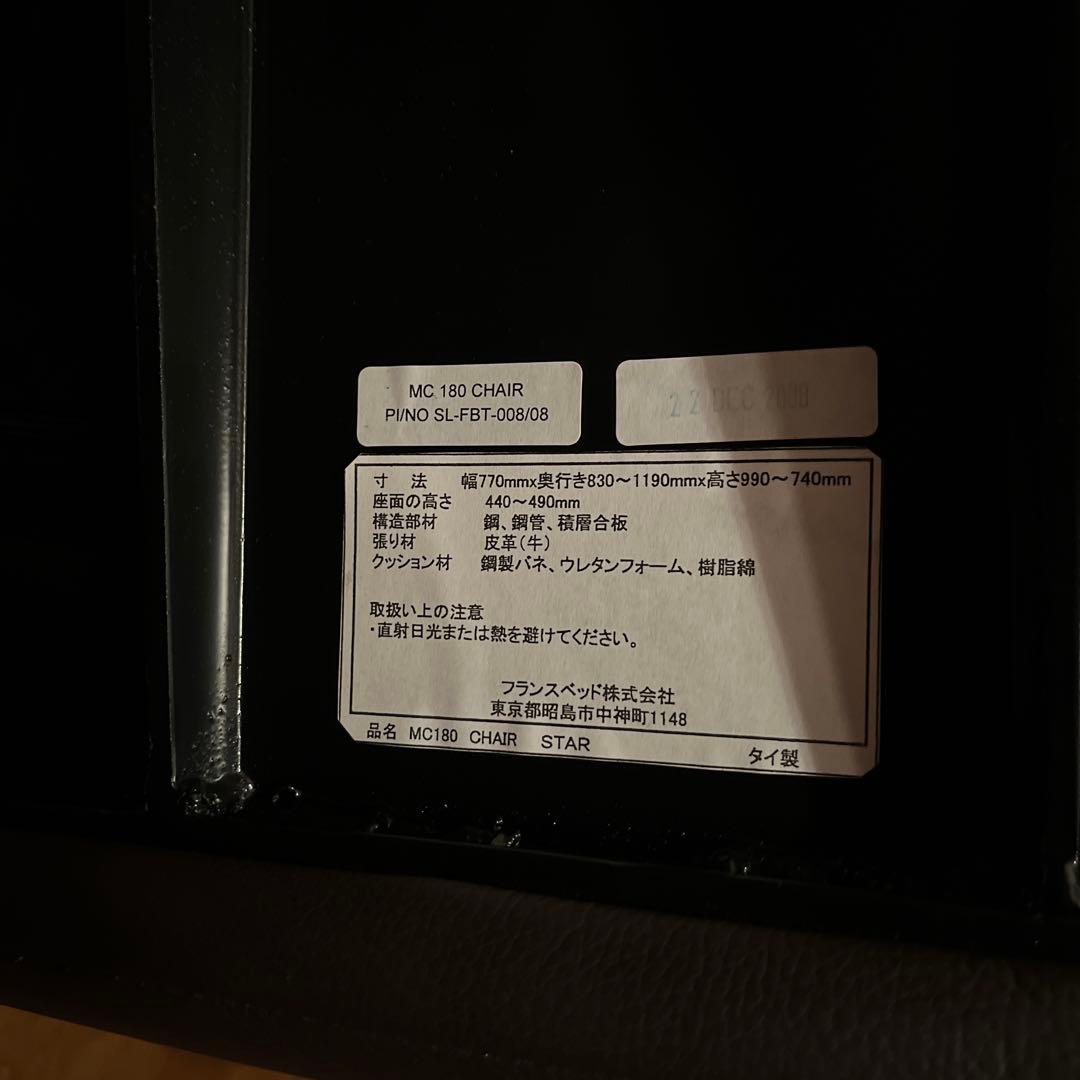 MC 180 CHAIR
PI/NO SL-FBT-008/08
22 DEC
寸 法 幅770mmx奥行き830～1190mmx高さ990～740mm
座面の高さ 440～490mm
構造部材 鋼、鋼管、積層合板
張り材 皮革(牛)
クッション材 鋼製バネ、ウレタンフォーム、樹脂綿
取扱い上の注意
・直射日光または熱を避けてください。
フランスベッド株式会社
東京都昭島市中神町1148
品名 MC180 CHAIR STAR タイ製